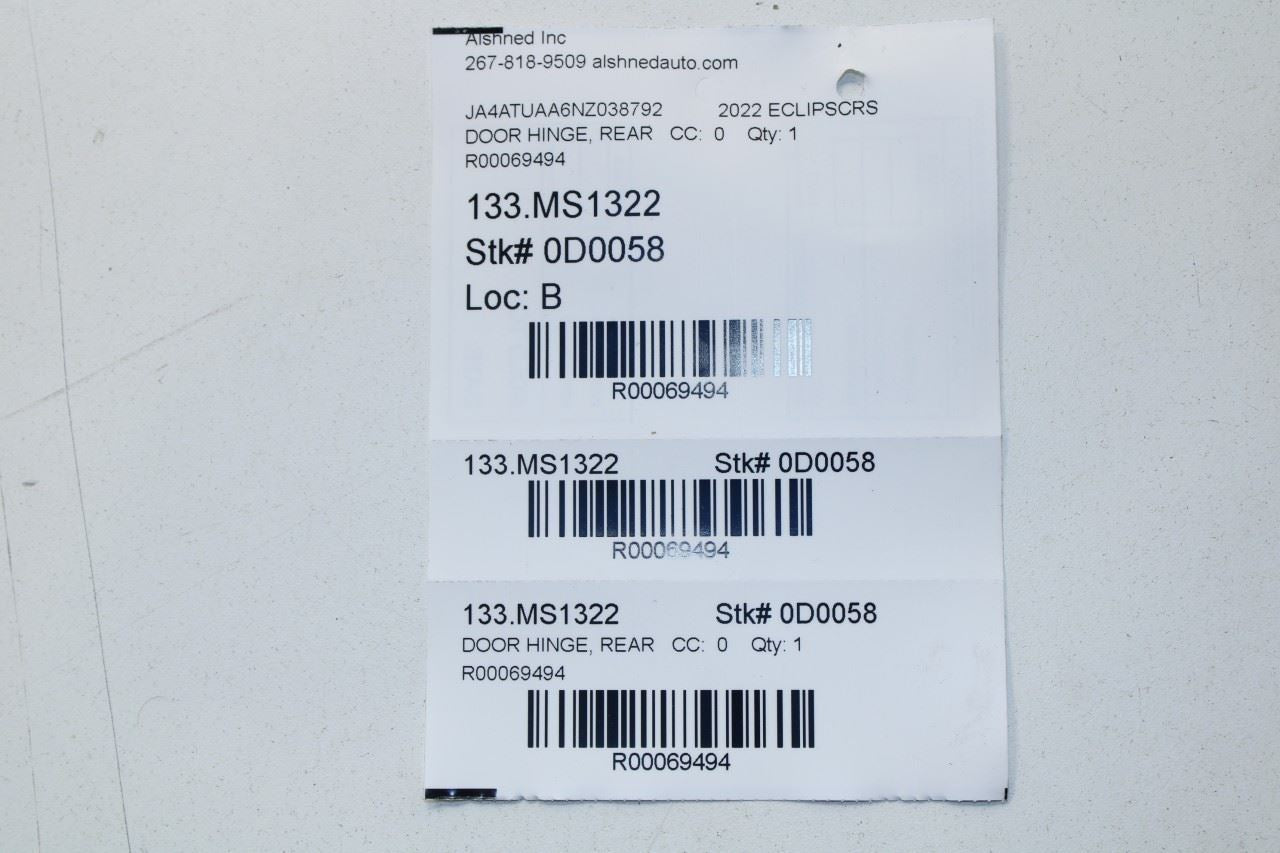 Alshned Inc
267-818-9509 alshnedauto.com
JA4ATUAA6NZ038792 2022 ECLIPSCRS
DOOR HINGE, REAR CC: 0 Qty: 1
R00069494
133.MS1322
Stk# 0D0058
Loc: B
R00069494
133.MS1322 Stk# 0D0058
R00069494
133.MS1322 Stk# 0D0058
DOOR HINGE, REAR CC: 0 Qty: 1
R00069494
R00069494